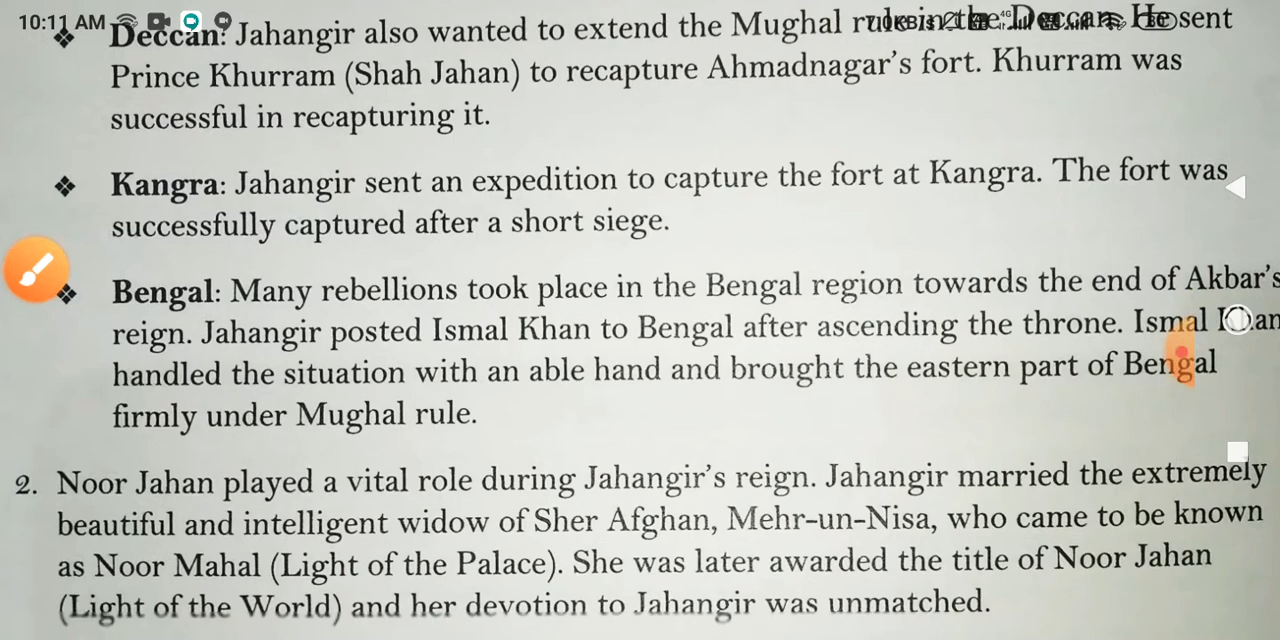 10:11 AM
Deccan: Jahangir also wanted to extend the Mughal rule in the Deccan. He sent
Prince Khurram (Shah Jahan) to recapture Ahmadnagar's fort. Khurram was
successful in recapturing it.
Kangra: Jahangir sent an expedition to capture the fort at Kangra. The fort was
successfully captured after a short siege.
Bengal: Many rebellions took place in the Bengal region towards the end of Akbar's
reign. Jahangir posted Ismal Khan to Bengal after ascending the throne. Ismal Khan
handled the situation with an able hand and brought the eastern part of Bengal
firmly under Mughal rule.
2. Noor Jahan played a vital role during Jahangir's reign. Jahangir married the extremely
beautiful and intelligent widow of Sher Afghan, Mehr-un-Nisa, who came to be known
as Noor Mahal (Light of the Palace). She was later awarded the title of Noor Jahan
(Light of the World) and her devotion to Jahangir was unmatched.